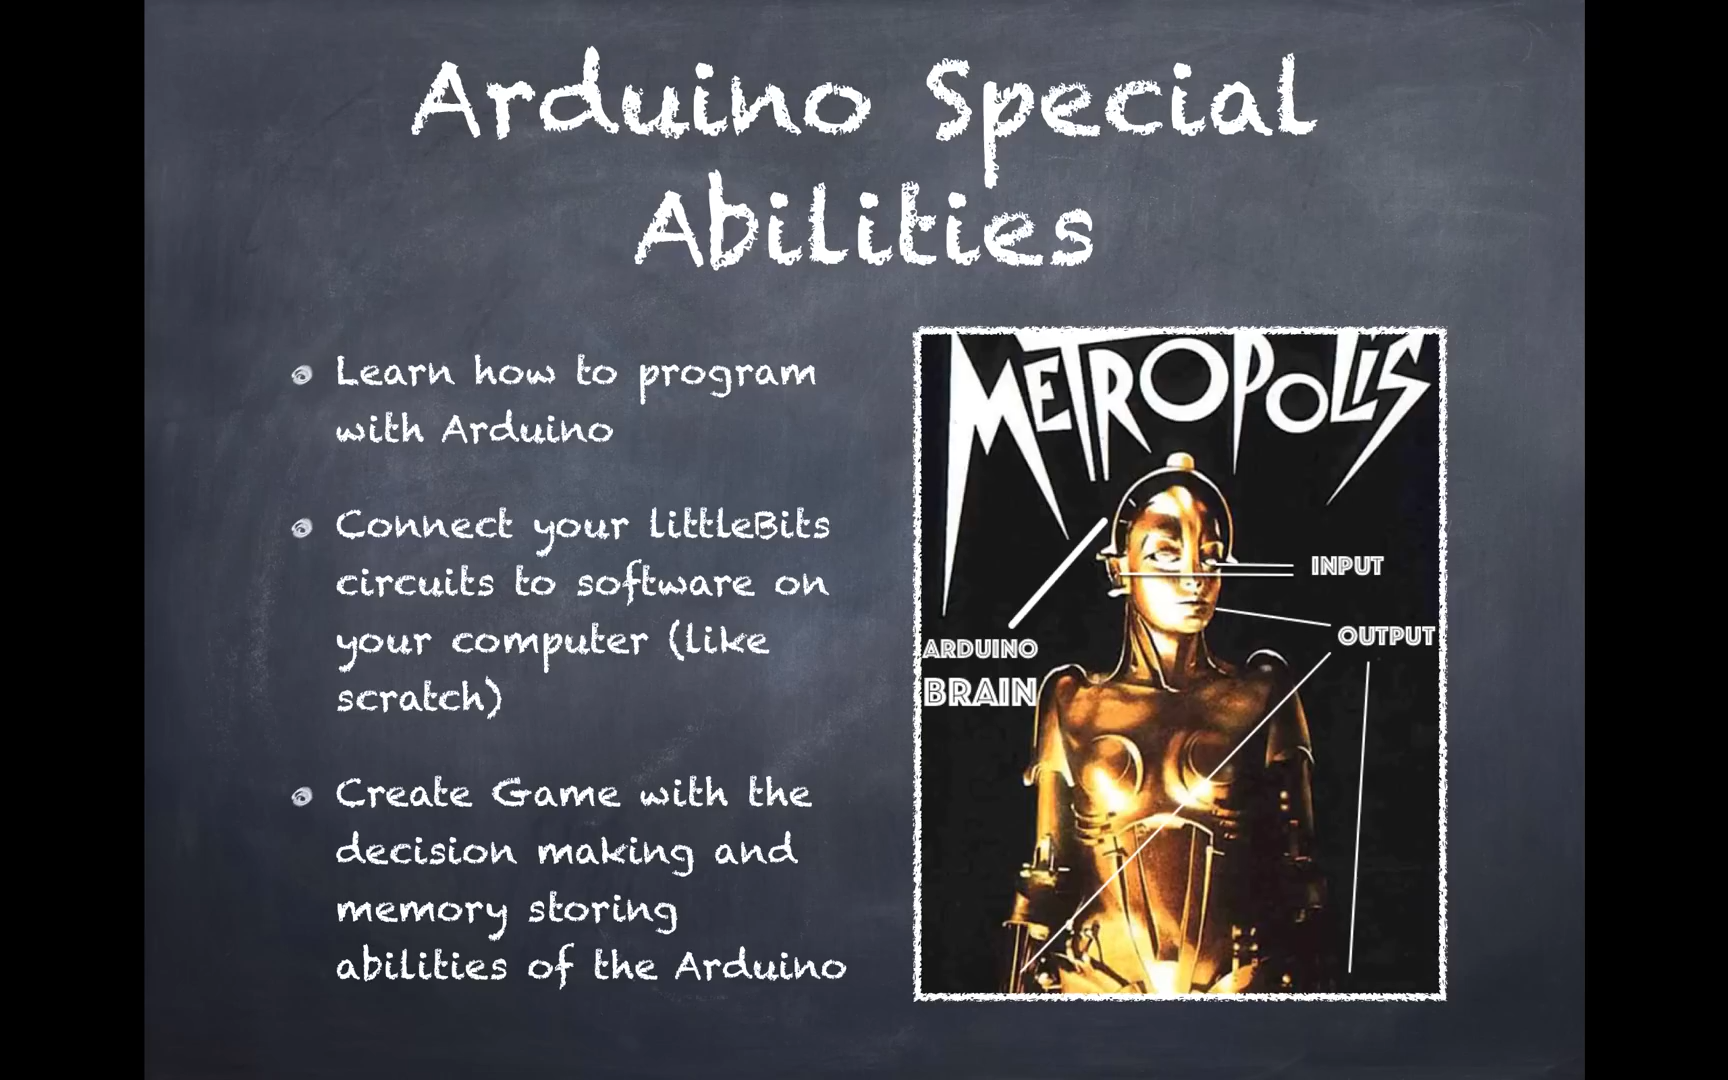 Arduino Special
Abilities
Learn how to program
with Arduino
Connect your littleBits
circuits to software on
your computer (like
scratch)
Create Game with the
decision making and
memory storing
abilities of the Arduino
METROPOLIS
INPUT
OUTPUT
ARDUINO
BRAIN